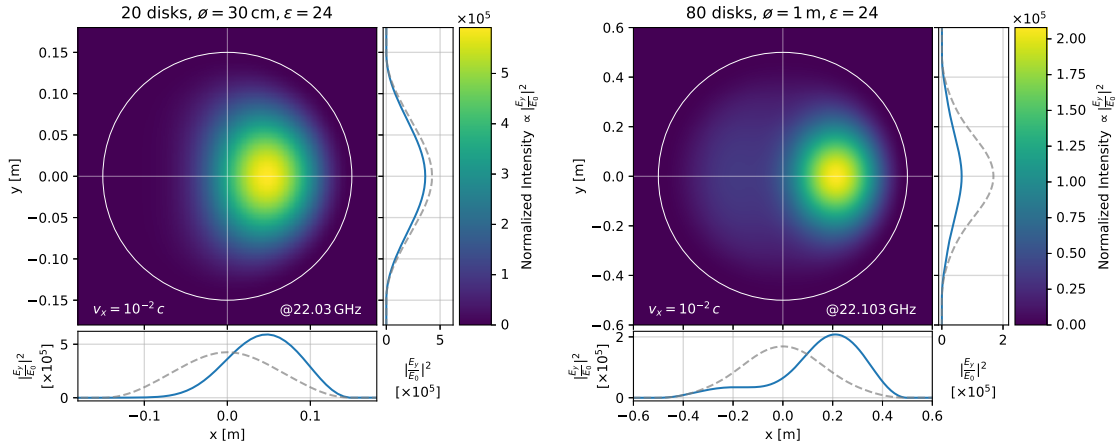 20 disks, ø = 30 cm, ε = 24
×10⁵
0.15
0.10
0.05
0.00
−0.05
−0.10
−0.15
y [m]
v_x = 10⁻² c
@22.03 GHz
0 5
5
4
3
2
1
0
Normalized Intensity ∝ |E_y/E_0|²
|E_y/E_0|²
[×10⁵]
5
0
|E_y/E_0|²
[×10⁵]
−0.1 0.0 0.1
x [m]
80 disks, ø = 1 m, ε = 24
×10⁵
0.6
0.4
0.2
0.0
−0.2
−0.4
−0.6
y [m]
v_x = 10⁻² c
@22.103 GHz
0 2
2.00
1.75
1.50
1.25
1.00
0.75
0.50
0.25
0.00
Normalized Intensity ∝ |E_y/E_0|²
|E_y/E_0|²
[×10⁵]
2
0
|E_y/E_0|²
[×10⁵]
−0.6 −0.4 −0.2 0.0 0.2 0.4 0.6
x [m]